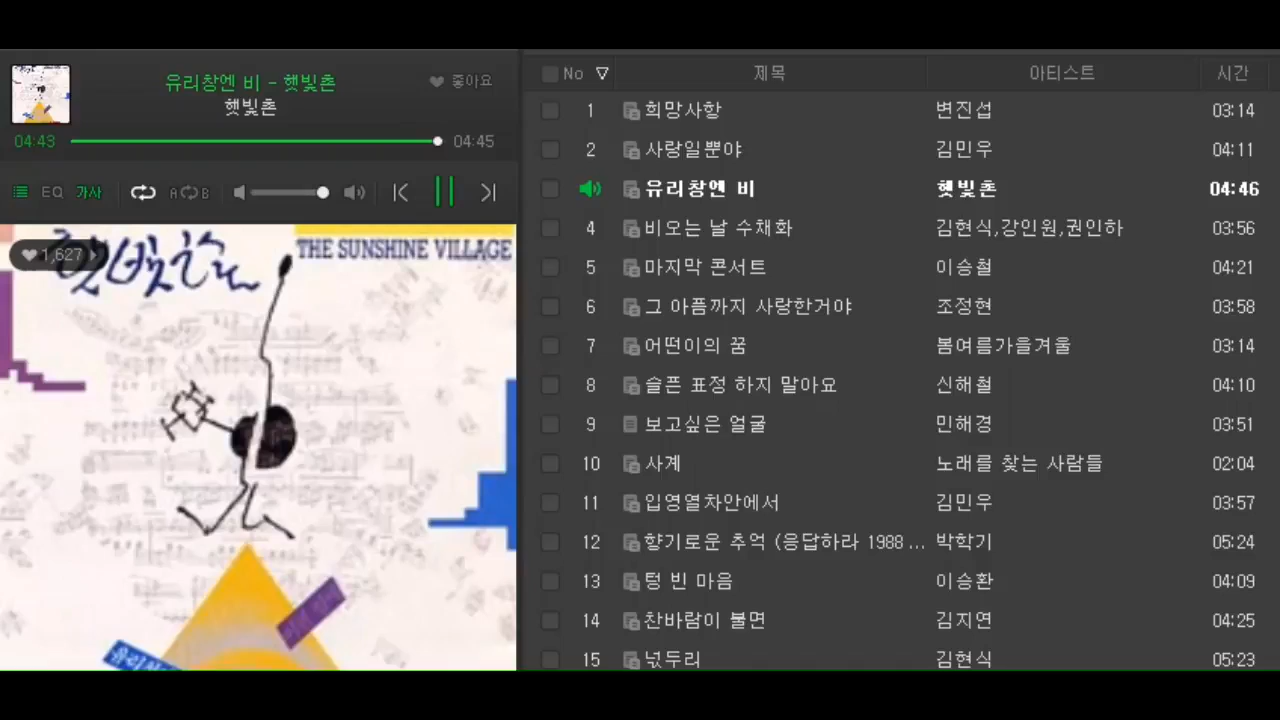 유리창엔 비 - 햇빛촌
좋아요
햇빛촌
04:43
04:45
EQ 가사 A B
1,627
햇빛촌
THE SUNSHINE VILLAGE
No 제목 아티스트 시간
1 희망사항 변진섭 03:14
2 사랑일뿐야 김민우 04:11
유리창엔 비 햇빛촌 04:46
4 비오는 날 수채화 김현식,강인원,권인하 03:56
5 마지막 콘서트 이승철 04:21
6 그 아픔까지 사랑한거야 조정현 03:58
7 어떤이의 꿈 봄여름가을겨울 03:14
8 슬픈 표정 하지 말아요 신해철 04:10
9 보고싶은 얼굴 민해경 03:51
10 사계 노래를 찾는 사람들 02:04
11 입영열차안에서 김민우 03:57
12 향기로운 추억 (응답하라 1988 ... 박학기 05:24
13 텅 빈 마음 이승환 04:09
14 찬바람이 불면 김지연 04:25
15 넋두리 김현식 05:23